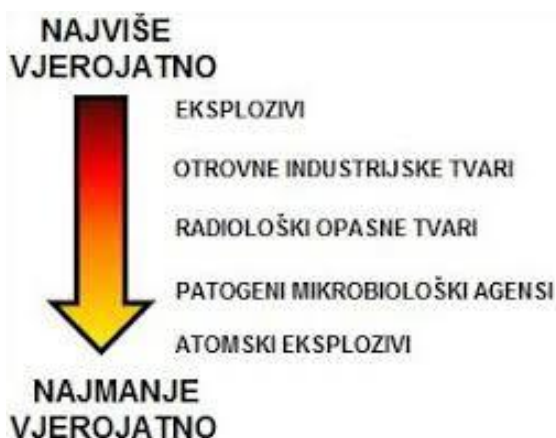 NAJVIŠE
VJEROJATNO
EKSPLOZIVI
OTROVNE INDUSTRIJSKE TVARI
RADIOLOŠKI OPASNE TVARI
PATOGENI MIKROBIOLOŠKI AGENSI
ATOMSKI EKSPLOZIVI
NAJMANJE
VJEROJATNO